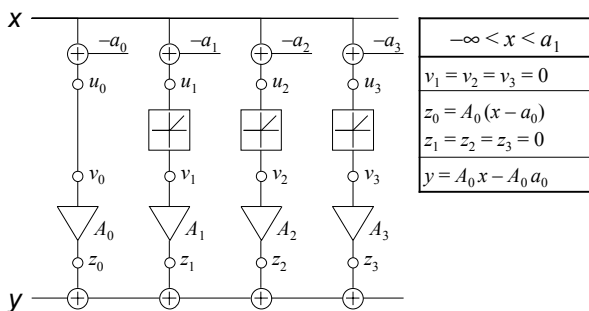 x
−a₀ −a₁ −a₂ −a₃
u₀ u₁ u₂ u₃
v₀ v₁ v₂ v₃
A₀ A₁ A₂ A₃
z₀ z₁ z₂ z₃
y
−∞ < x < a₁
v₁ = v₂ = v₃ = 0
z₀ = A₀ (x − a₀)
z₁ = z₂ = z₃ = 0
y = A₀ x − A₀ a₀